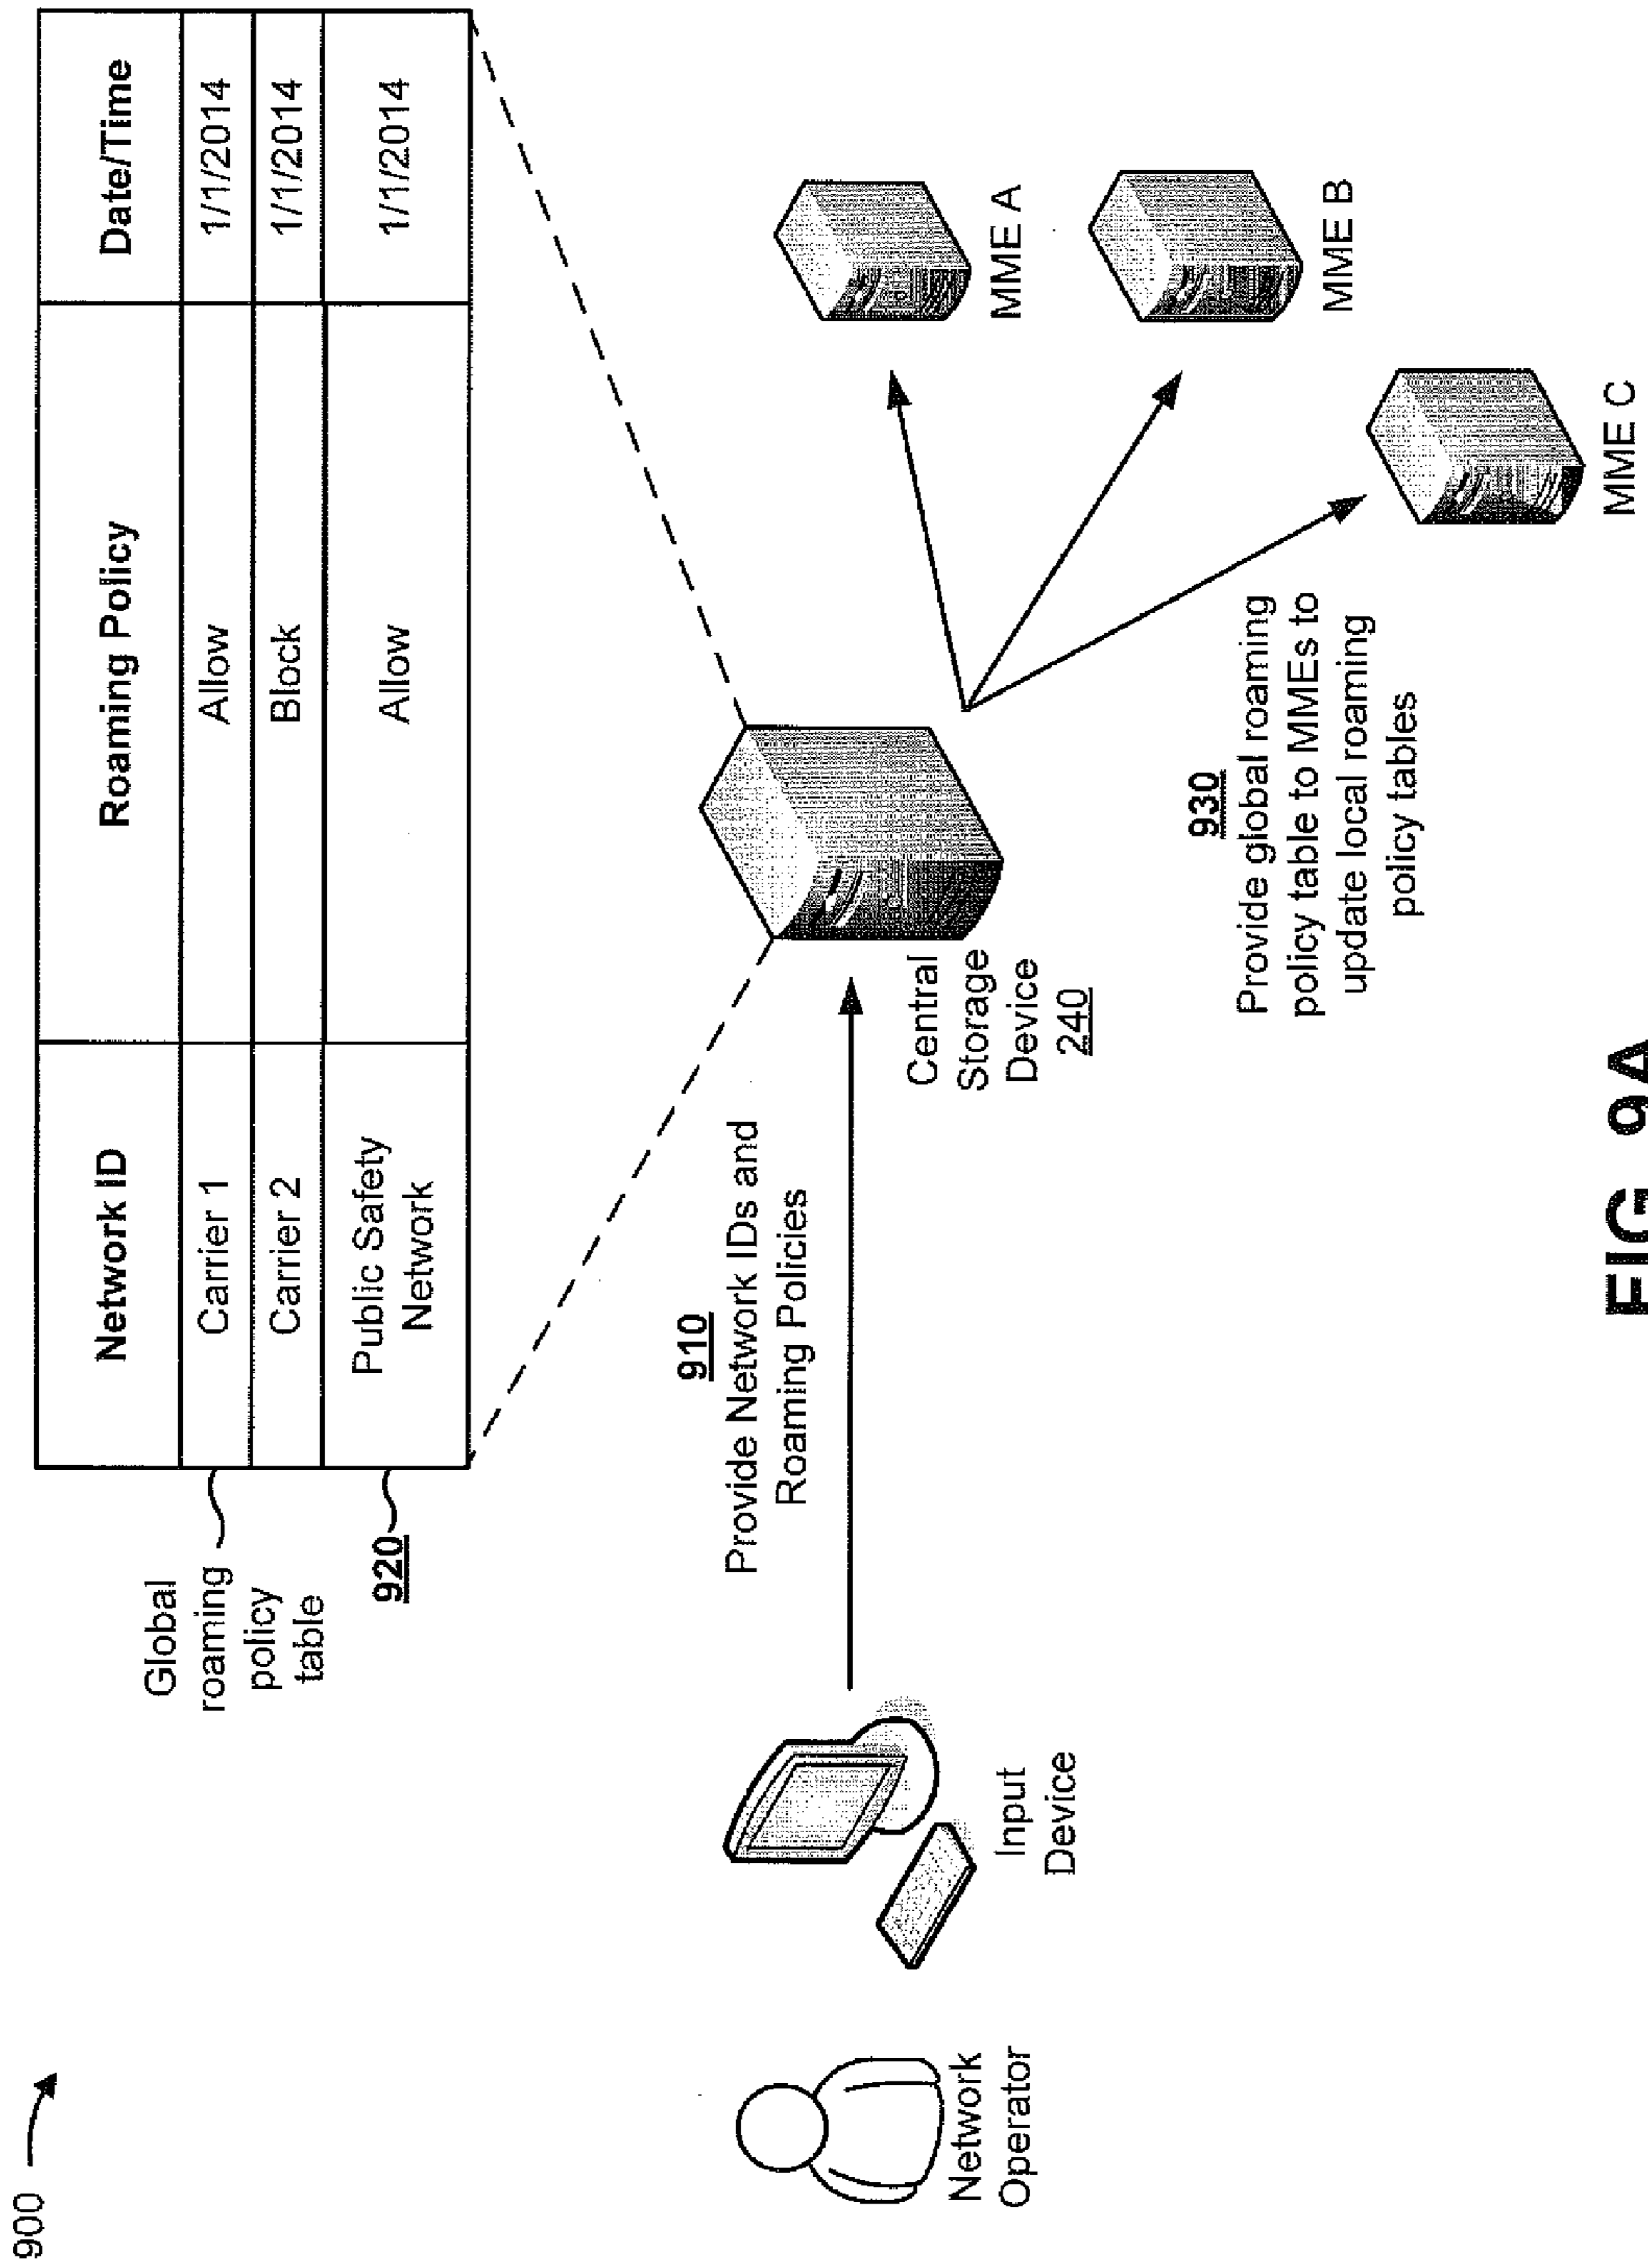 900
Global
roaming
policy
table
920
Network ID
Roaming Policy
Date/Time
Carrier 1
Allow
1/1/2014
Carrier 2
Block
1/1/2014
Public Safety
Network
Allow
1/1/2014
910
Provide Network IDs and
Roaming Policies
Network
Operator
Input
Device
Central
Storage
Device
240
MME A
MME B
MME C
930
Provide global roaming
policy table to MMEs to
update local roaming
policy tables
FIG. 9A